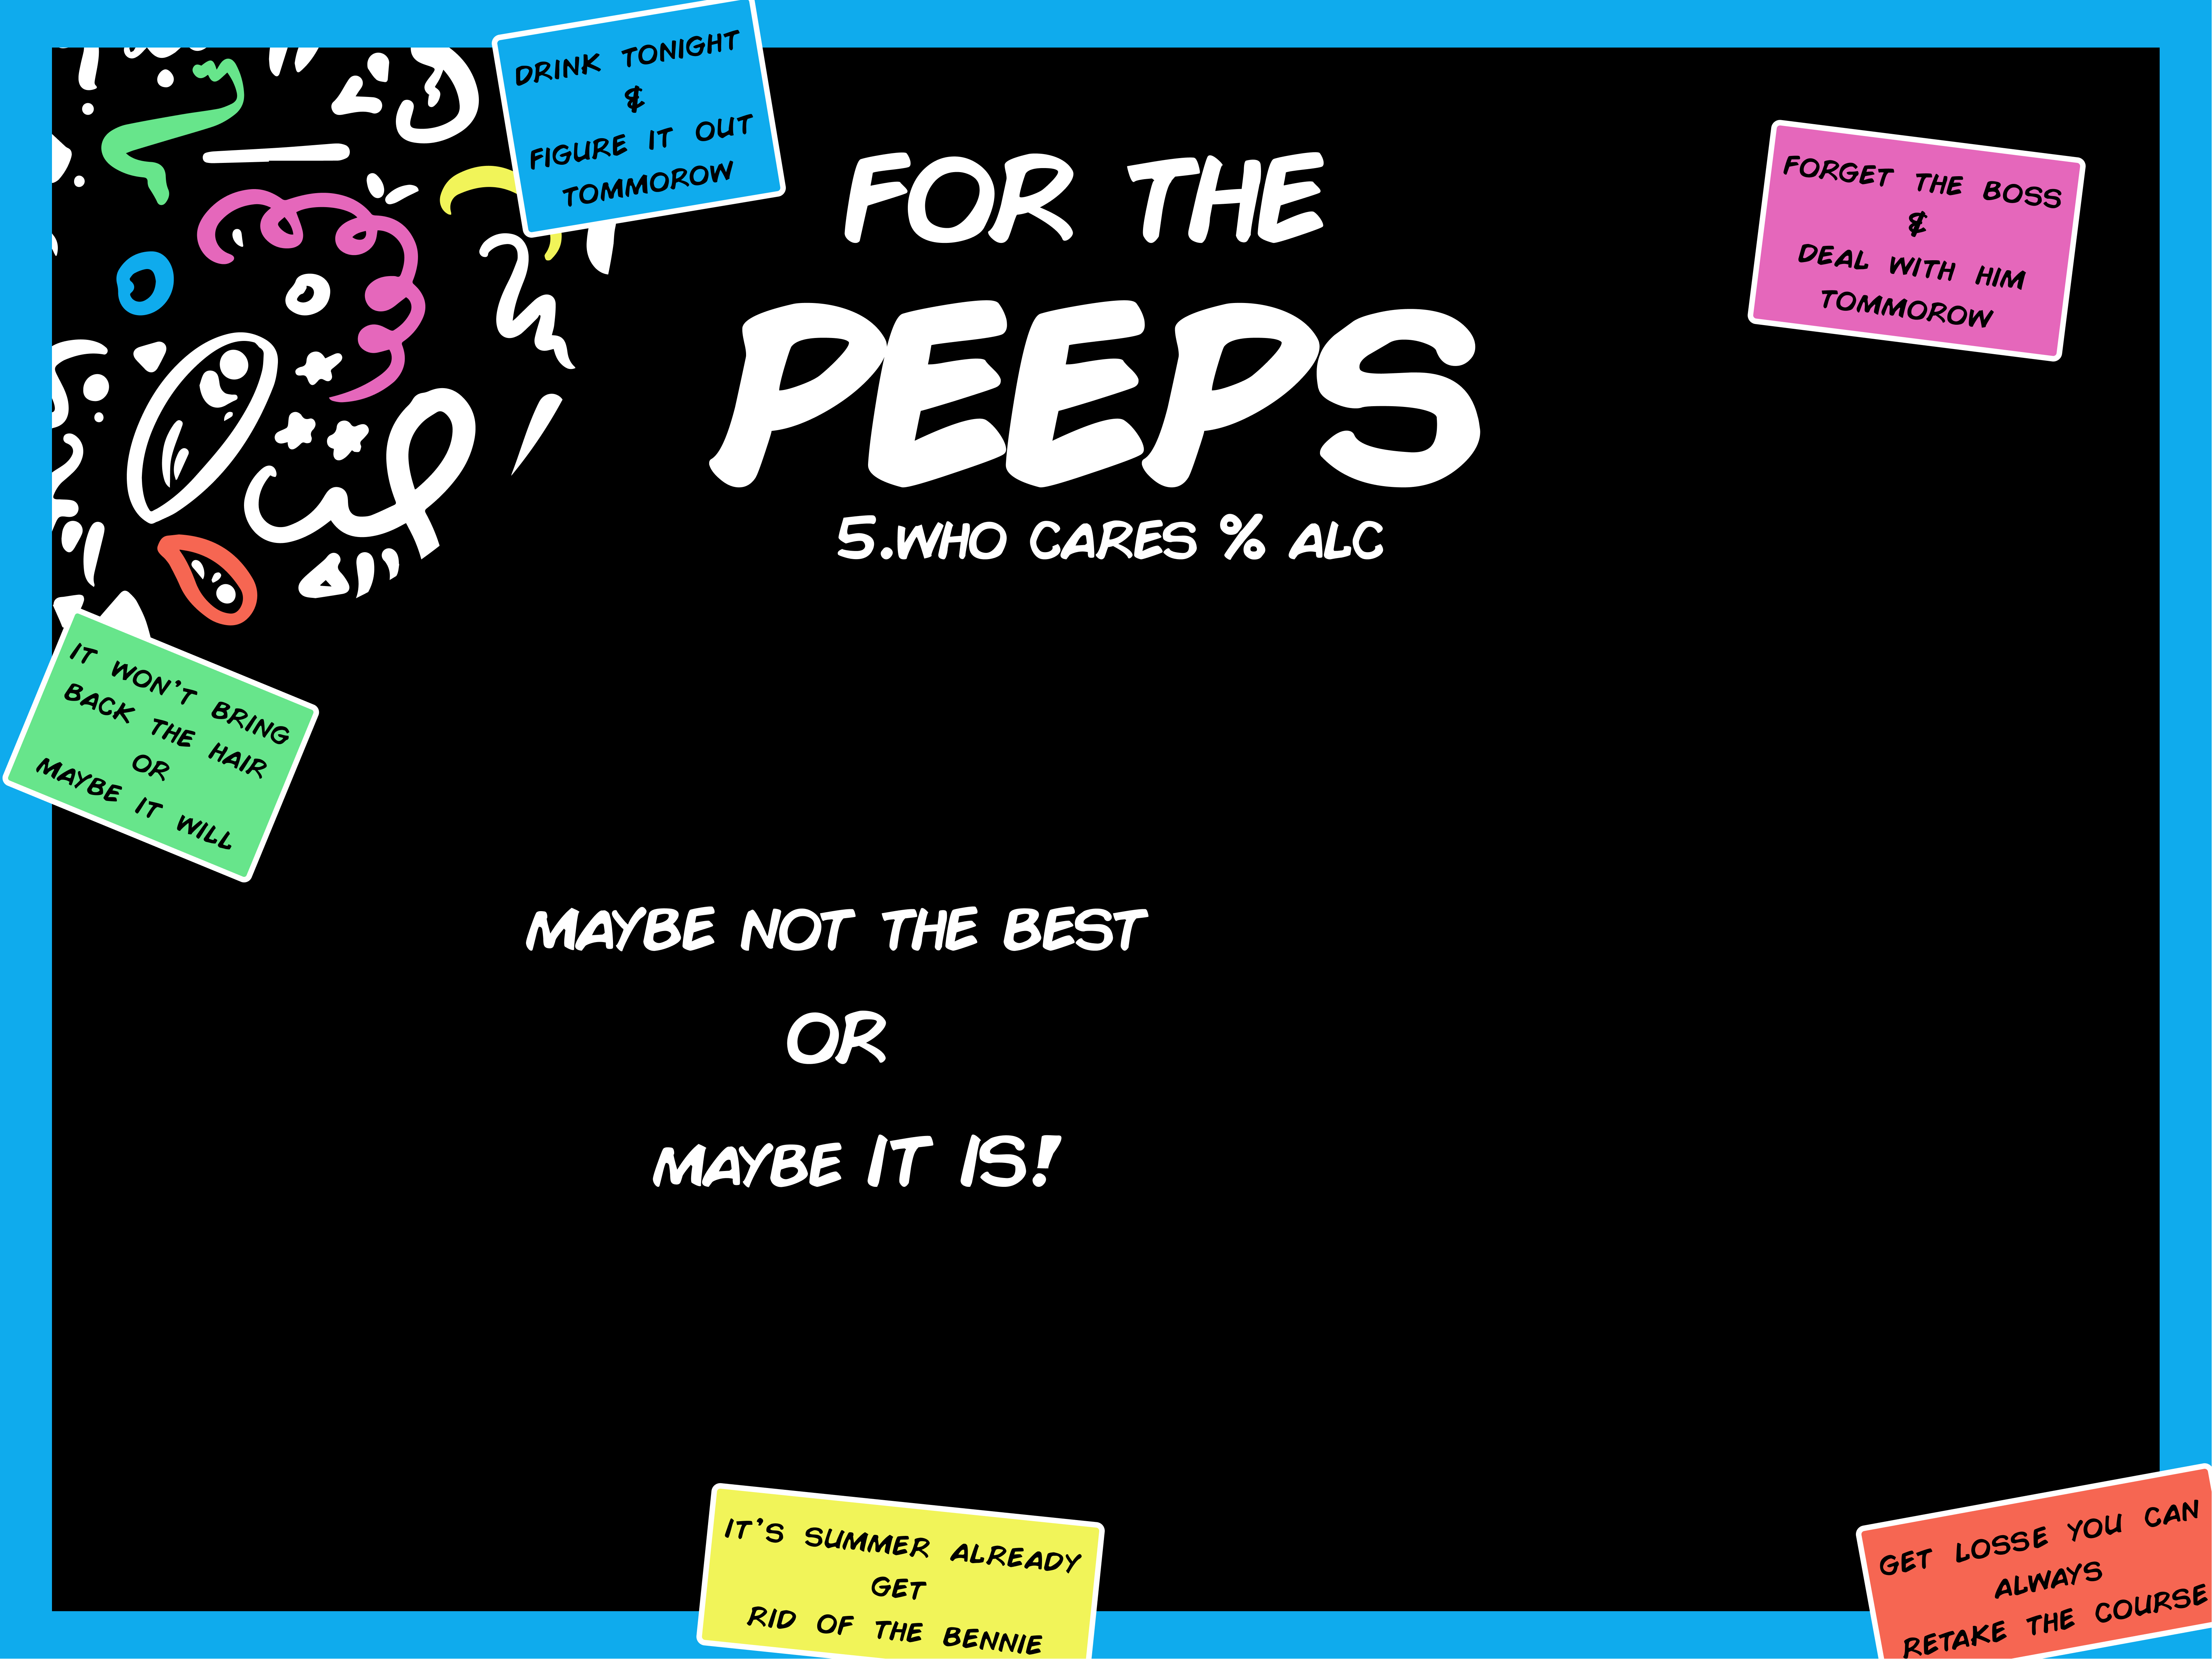 DRINK TONIGHT
&
FIGURE IT OUT
TOMMOROW
FOR THE
PEEPS
5.WHO CARES % ALC
FORGET THE BOSS
&
DEAL WITH HIM
TOMMOROW
IT WON'T BRING
BACK THE HAIR
OR
MAYBE IT WILL
MAYBE NOT THE BEST
OR
MAYBE IT IS!
IT'S SUMMER ALREADY
GET
RID OF THE BENNIE
GET LOSSE YOU CAN
ALWAYS
RETAKE THE COURSE